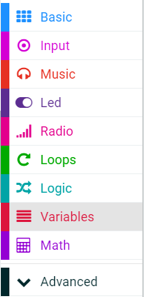 Basic
Input
Music
Led
Radio
Loops
Logic
Variables
Math
Advanced